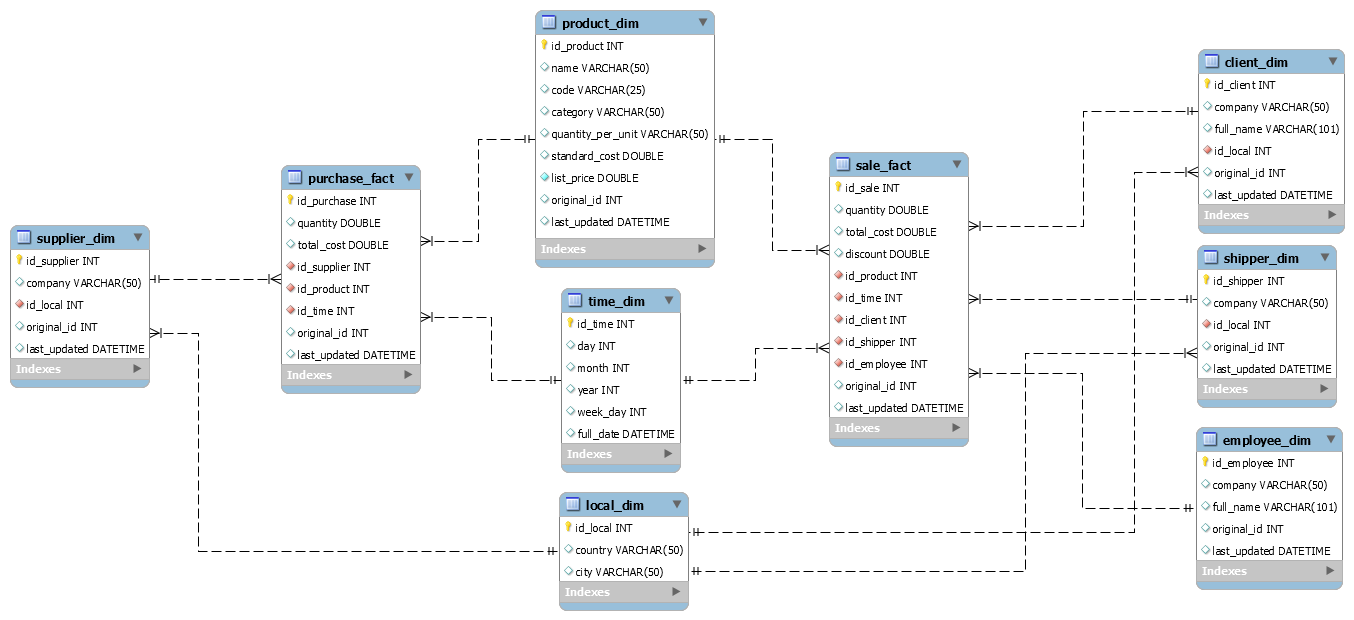 product_dim
id_product INT
name VARCHAR(50)
code VARCHAR(25)
category VARCHAR(50)
quantity_per_unit VARCHAR(50)
standard_cost DOUBLE
list_price DOUBLE
original_id INT
last_updated DATETIME
Indexes
client_dim
id_client INT
company VARCHAR(50)
full_name VARCHAR(101)
id_local INT
original_id INT
last_updated DATETIME
Indexes
purchase_fact
id_purchase INT
quantity DOUBLE
total_cost DOUBLE
id_supplier INT
id_product INT
id_time INT
original_id INT
last_updated DATETIME
Indexes
sale_fact
id_sale INT
quantity DOUBLE
total_cost DOUBLE
discount DOUBLE
id_product INT
id_time INT
id_client INT
id_shipper INT
id_employee INT
original_id INT
last_updated DATETIME
Indexes
supplier_dim
id_supplier INT
company VARCHAR(50)
id_local INT
original_id INT
last_updated DATETIME
Indexes
time_dim
id_time INT
day INT
month INT
year INT
week_day INT
full_date DATETIME
Indexes
shipper_dim
id_shipper INT
company VARCHAR(50)
id_local INT
original_id INT
last_updated DATETIME
Indexes
local_dim
id_local INT
country VARCHAR(50)
city VARCHAR(50)
Indexes
employee_dim
id_employee INT
company VARCHAR(50)
full_name VARCHAR(101)
original_id INT
last_updated DATETIME
Indexes